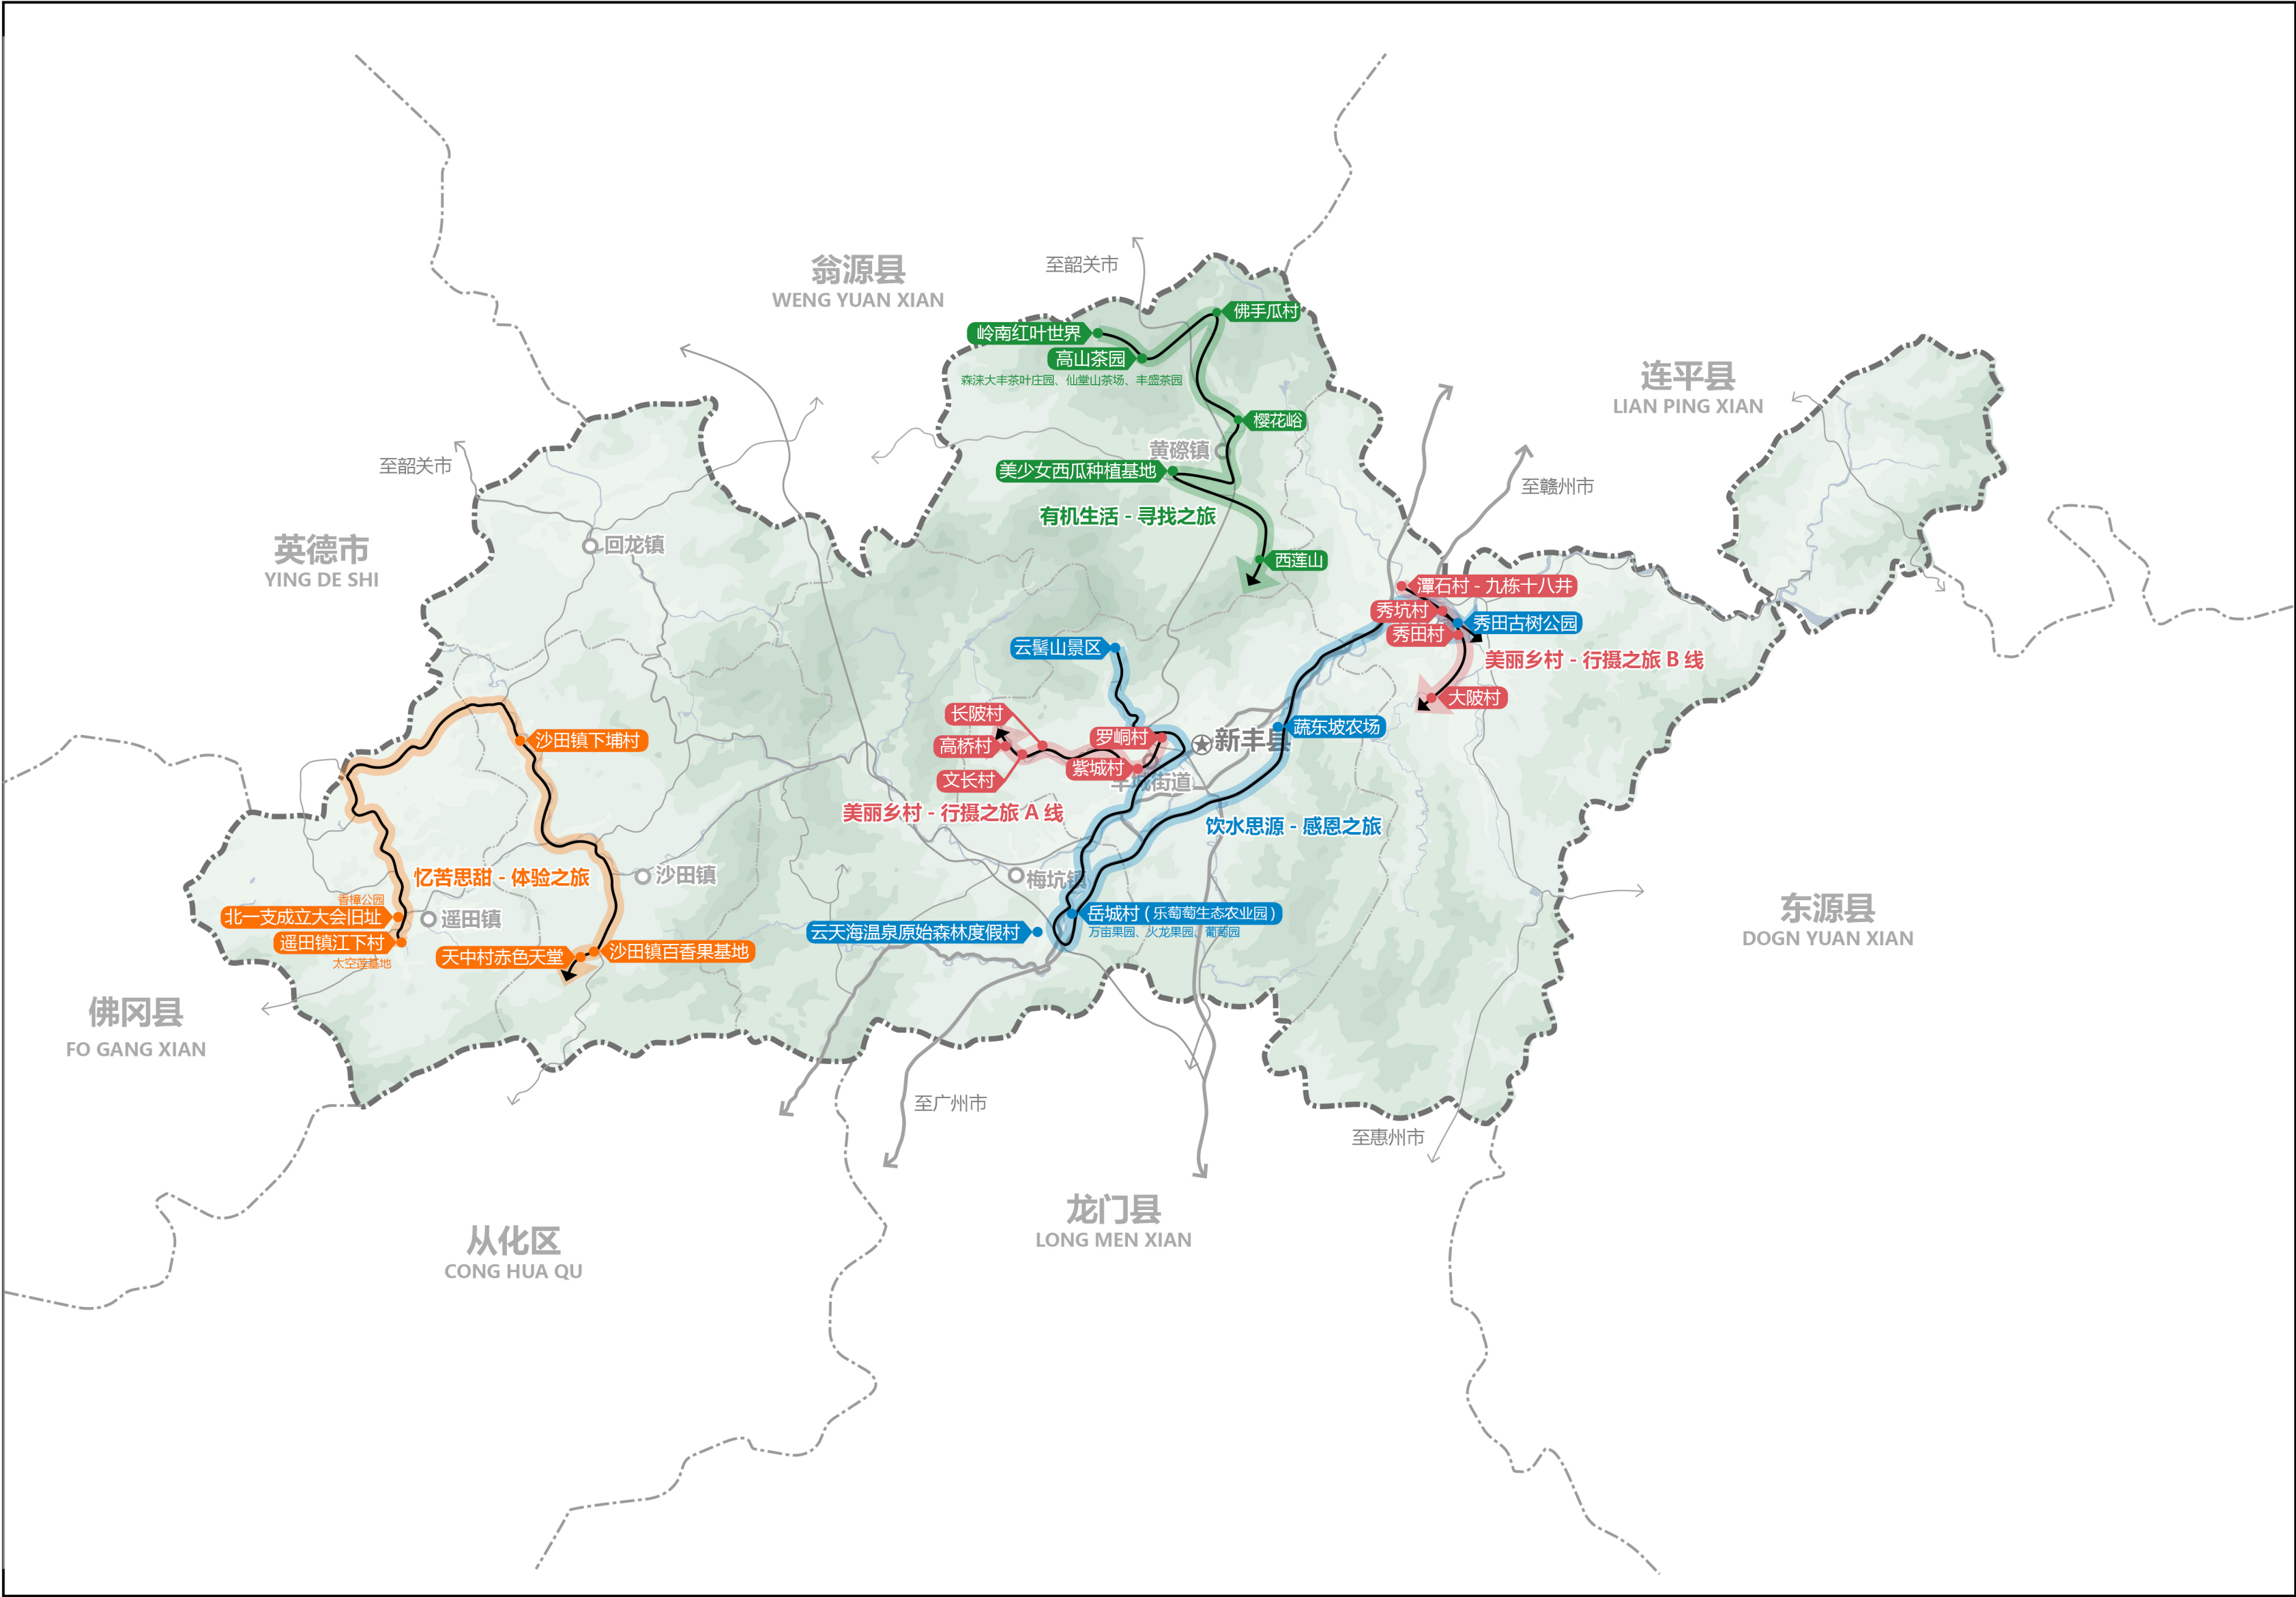 翁源县
WENG YUAN XIAN
至韶关市
佛手瓜村
岭南红叶世界
高山茶园
森涞大丰茶叶庄园、仙堂山茶场、丰盛茶园
连平县
LIAN PING XIAN
樱花峪
黄磜镇
美少女西瓜种植基地
至韶关市
至赣州市
有机生活 - 寻找之旅
英德市
YING DE SHI
回龙镇
西莲山
潭石村 - 九栋十八井
秀坑村
秀田古树公园
秀田村
云髻山景区
美丽乡村 - 行摄之旅 B 线
大陂村
长陂村
沙田镇下埔村
高桥村
罗峒村
新丰县
蔬东坡农场
紫城村
文长村
丰城街道
美丽乡村 - 行摄之旅 A 线
饮水思源 - 感恩之旅
忆苦思甜 - 体验之旅
沙田镇
梅坑镇
香樟公园
北一支成立大会旧址
遥田镇
岳城村 ( 乐萄萄生态农业园 )
万亩果园、火龙果园、葡萄园
云天海温泉原始森林度假村
东源县
DOGN YUAN XIAN
遥田镇江下村
太空莲基地
天中村赤色天堂
沙田镇百香果基地
佛冈县
FO GANG XIAN
至广州市
至惠州市
龙门县
LONG MEN XIAN
从化区
CONG HUA QU